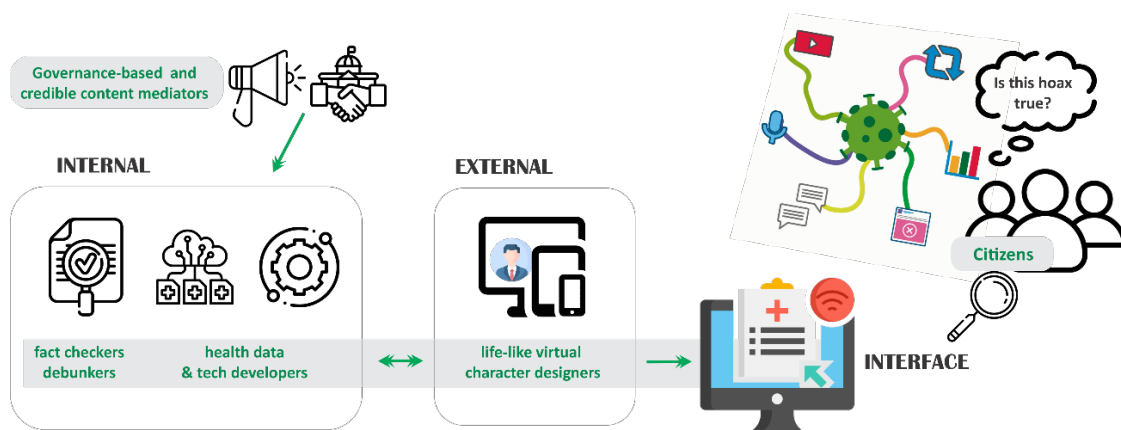 Governance-based and
credible content mediators
Is this hoax
true?
INTERNAL
EXTERNAL
Citizens
fact checkers
debunkers
health data
& tech developers
life-like virtual
character designers
INTERFACE